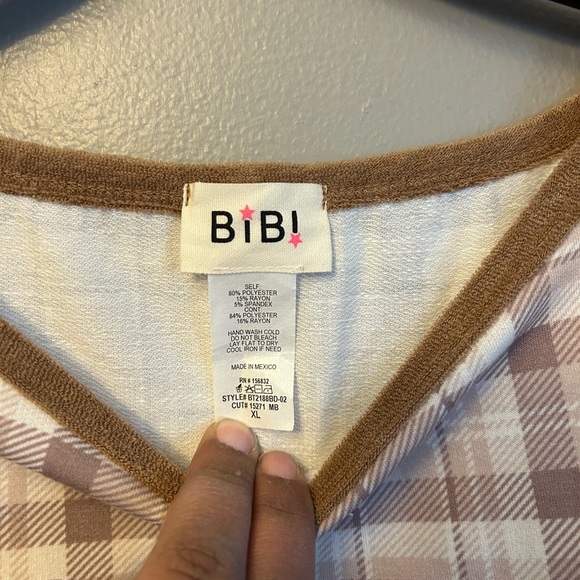 BiBi
SELF:
80% POLYESTER
15% RAYON
5% SPANDEX
CONT:
84% POLYESTER
16% RAYON
HAND WASH COLD
DO NOT BLEACH
LAY FLAT TO DRY
COOL IRON IF NEED
MADE IN MEXICO
RN # 156832
STYLE# BT2188BD-02
CUT# 15271 MB
XL